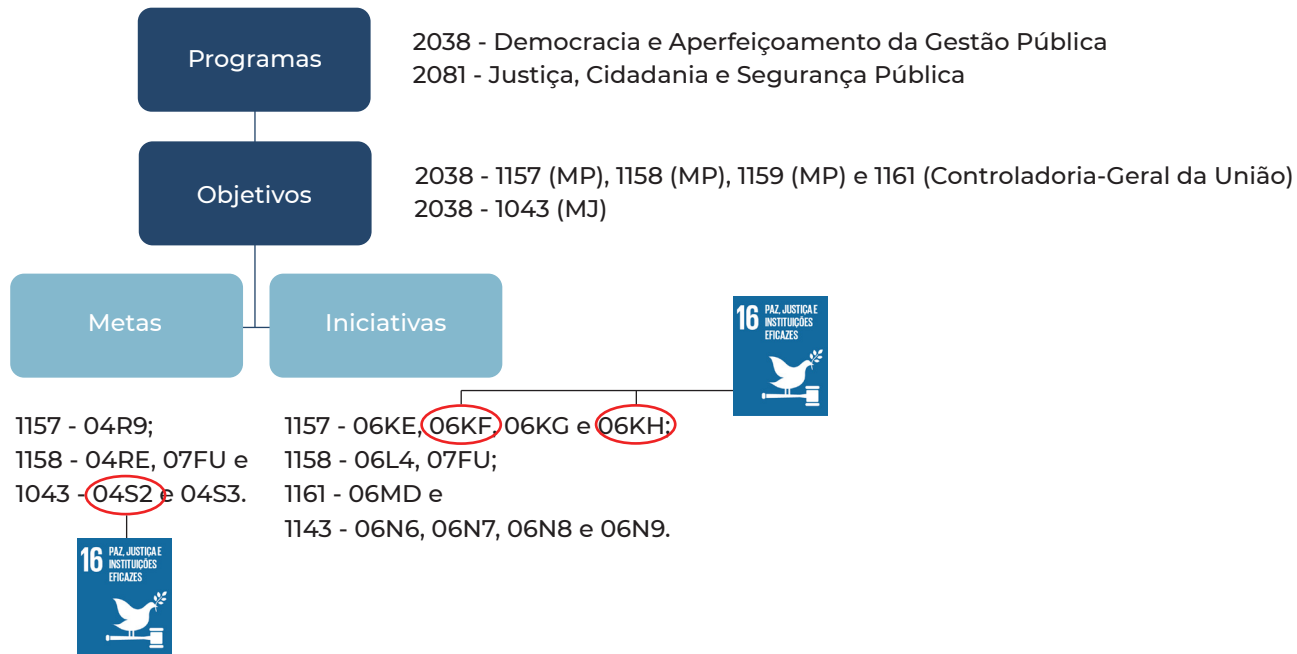 Programas
2038 - Democracia e Aperfeiçoamento da Gestão Pública
2081 - Justiça, Cidadania e Segurança Pública
Objetivos
2038 - 1157 (MP), 1158 (MP), 1159 (MP) e 1161 (Controladoria-Geral da União)
2038 - 1043 (MJ)
Metas
Iniciativas
16 PAZ, JUSTIÇA E
INSTITUIÇÕES
EFICAZES
1157 - 04R9;
1158 - 04RE, 07FU e
1043 - 04S2 e 04S3.
1157 - 06KE, 06KF, 06KG e 06KH;
1158 - 06L4, 07FU;
1161 - 06MD e
1143 - 06N6, 06N7, 06N8 e 06N9.
16 PAZ, JUSTIÇA E
INSTITUIÇÕES
EFICAZES